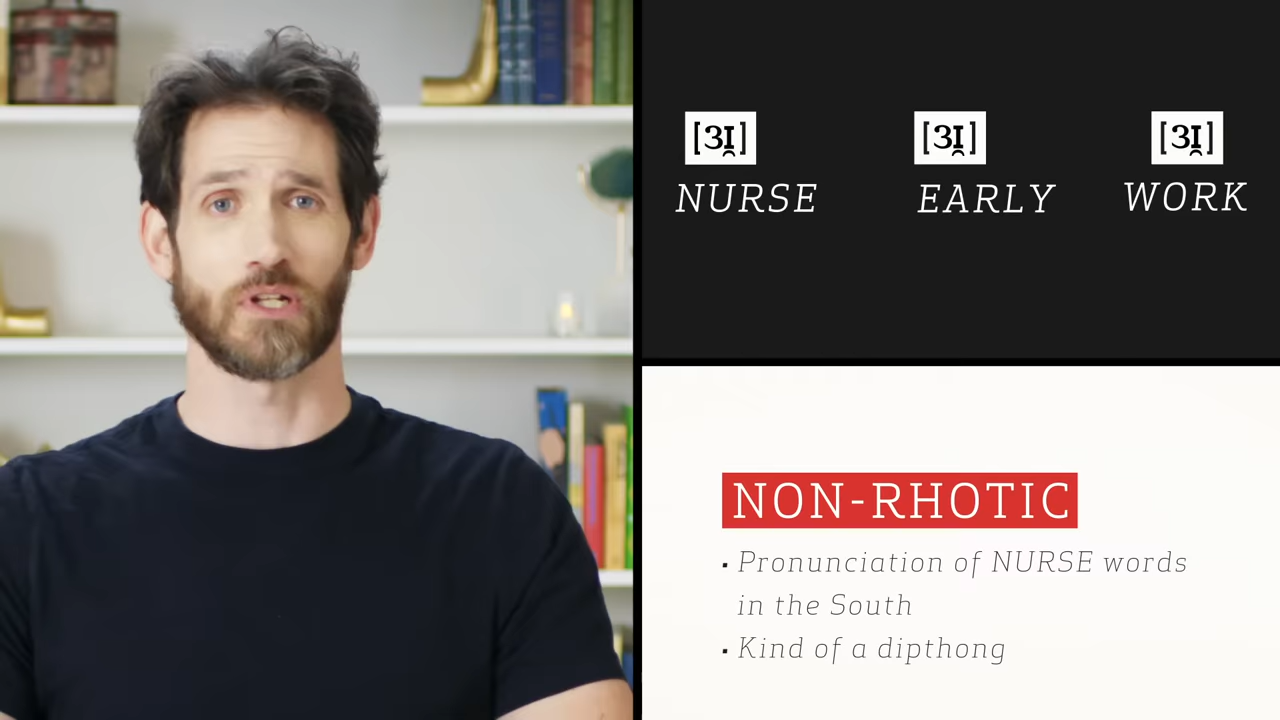 [ɜɪ̯] [ɜɪ̯] [ɜɪ̯]
NURSE EARLY WORK
NON-RHOTIC
▪ Pronunciation of NURSE words
in the South
▪ Kind of a dipthong